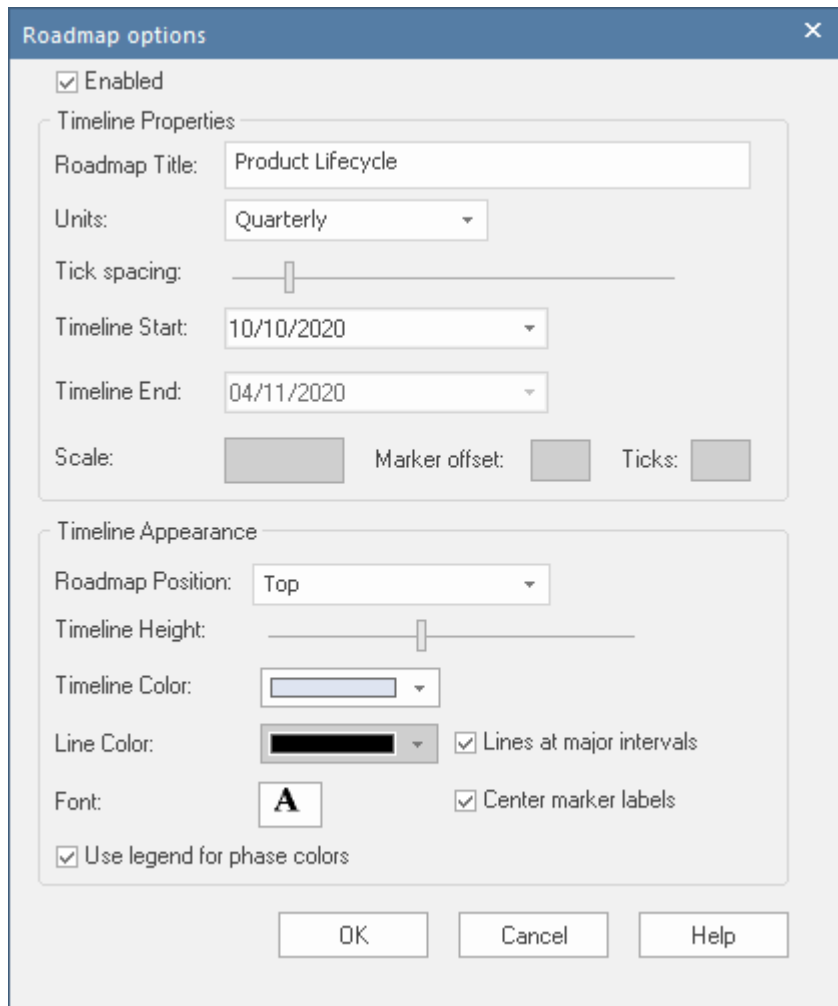 Roadmap options
Enabled
Timeline Properties
Roadmap Title: Product Lifecycle
Units: Quarterly
Tick spacing:
Timeline Start: 10/10/2020
Timeline End: 04/11/2020
Scale: Marker offset: Ticks:
Timeline Appearance
Roadmap Position: Top
Timeline Height:
Timeline Color:
Line Color: Lines at major intervals
Font: A Center marker labels
Use legend for phase colors
OK Cancel Help